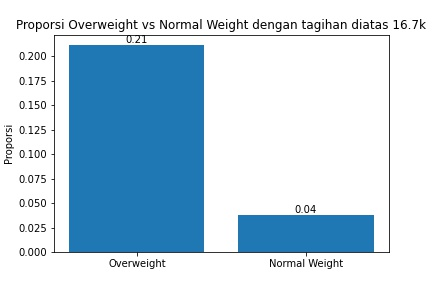 Proporsi Overweight vs Normal Weight dengan tagihan diatas 16.7k
0.21
0.04
0.200
0.175
0.150
0.125
0.100
0.075
0.050
0.025
0.000
Proporsi
Overweight
Normal Weight